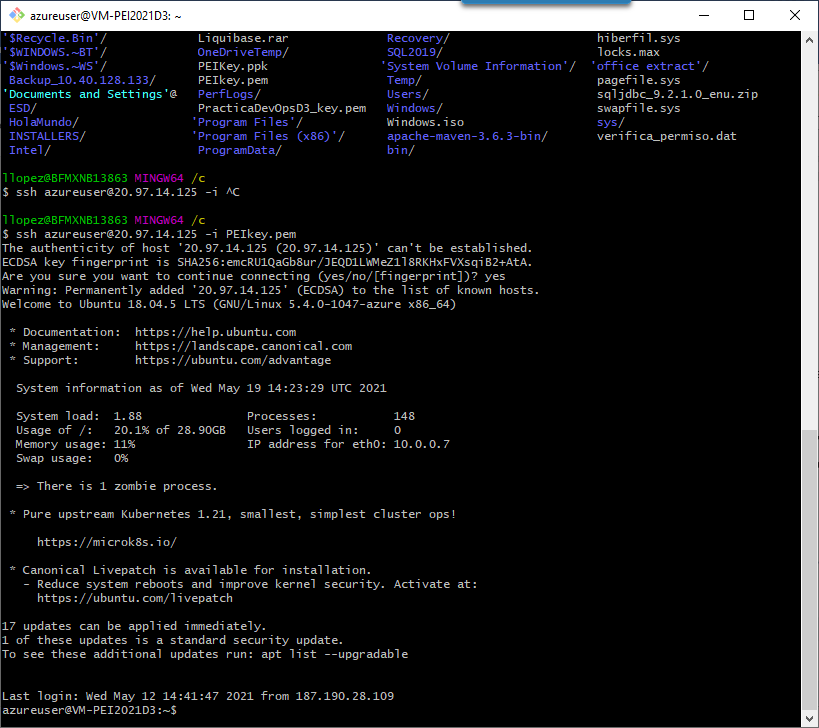 azureuser@VM-PEI2021D3: ~
'$Recycle.Bin'/ Liquibase.rar Recovery/ hiberfil.sys
'$WINDOWS.~BT'/ OneDriveTemp/ SQL2019/ locks.max
'$Windows.~WS'/ PEIKey.ppk 'System Volume Information'/ 'office extract'/
Backup_10.40.128.133/ PEIKey.pem Temp/ pagefile.sys
'Documents and Settings'@ PerfLogs/ Users/ sqljdbc_9.2.1.0_enu.zip
ESD/ PracticaDevOpsD3_key.pem Windows/ swapfile.sys
HolaMundo/ 'Program Files'/ Windows.iso sys/
INSTALLERS/ 'Program Files (x86)'/ apache-maven-3.6.3-bin/ verifica_permiso.dat
Intel/ ProgramData/ bin/
llopez@BFMXNB13863 MINGW64 /c
$ ssh azureuser@20.97.14.125 -i ^C
llopez@BFMXNB13863 MINGW64 /c
$ ssh azureuser@20.97.14.125 -i PEIkey.pem
The authenticity of host '20.97.14.125 (20.97.14.125)' can't be established.
ECDSA key fingerprint is SHA256:emcRU1QaGb8ur/JEQD1LWMeZ1l8RKHxFVXsqiB2+AtA.
Are you sure you want to continue connecting (yes/no/[fingerprint])? yes
Warning: Permanently added '20.97.14.125' (ECDSA) to the list of known hosts.
Welcome to Ubuntu 18.04.5 LTS (GNU/Linux 5.4.0-1047-azure x86_64)
* Documentation: https://help.ubuntu.com
* Management: https://landscape.canonical.com
* Support: https://ubuntu.com/advantage
System information as of Wed May 19 14:23:29 UTC 2021
System load: 1.88 Processes: 148
Usage of /: 20.1% of 28.90GB Users logged in: 0
Memory usage: 11% IP address for eth0: 10.0.0.7
Swap usage: 0%
=> There is 1 zombie process.
* Pure upstream Kubernetes 1.21, smallest, simplest cluster ops!
https://microk8s.io/
* Canonical Livepatch is available for installation.
- Reduce system reboots and improve kernel security. Activate at:
https://ubuntu.com/livepatch
17 updates can be applied immediately.
1 of these updates is a standard security update.
To see these additional updates run: apt list --upgradable
Last login: Wed May 12 14:41:47 2021 from 187.190.28.109
azureuser@VM-PEI2021D3:~$